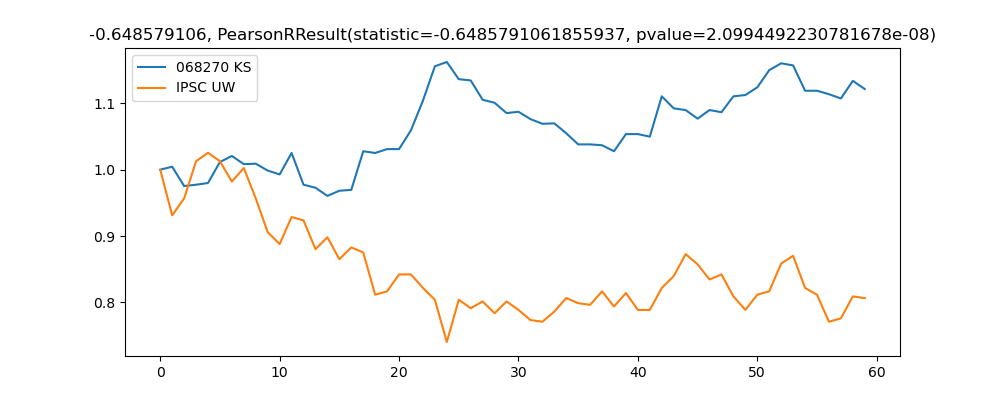 -0.648579106, PearsonRResult(statistic=-0.6485791061855937, pvalue=2.0994492230781678e-08)
068270 KS
IPSC UW
1.1
1.0
0.9
0.8
0 10 20 30 40 50 60